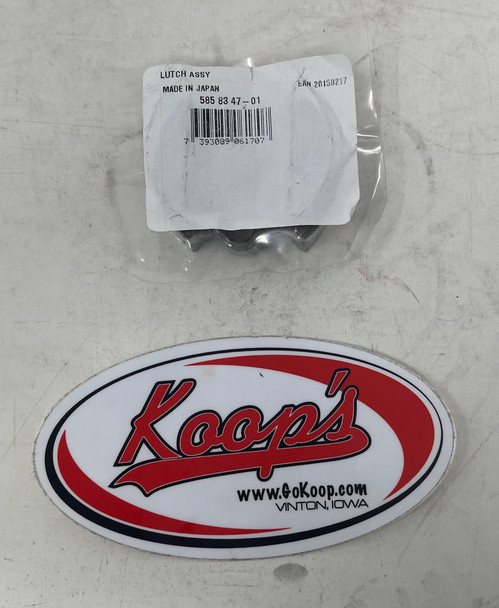 LUTCH ASSY
MADE IN JAPAN
EAN 20150217
585 83 47-01
7 393089 061707
Koop's
www.GoKoop.com
VINTON, IOWA